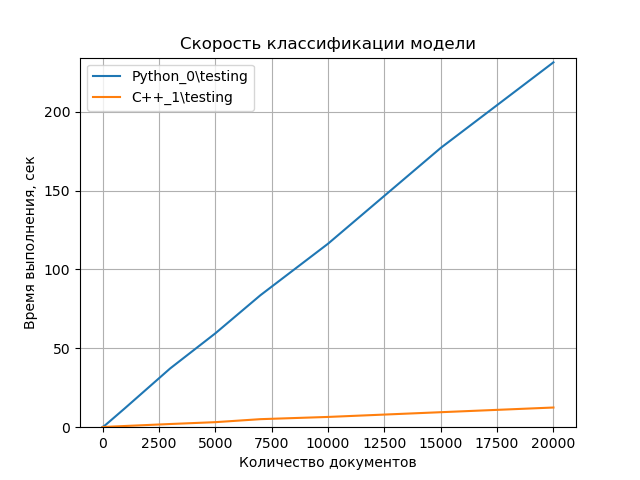 Скорость классификации модели
Python_0\testing
C++_1\testing
Время выполнения, сек
200
150
100
50
0
0 2500 5000 7500 10000 12500 15000 17500 20000
Количество документов